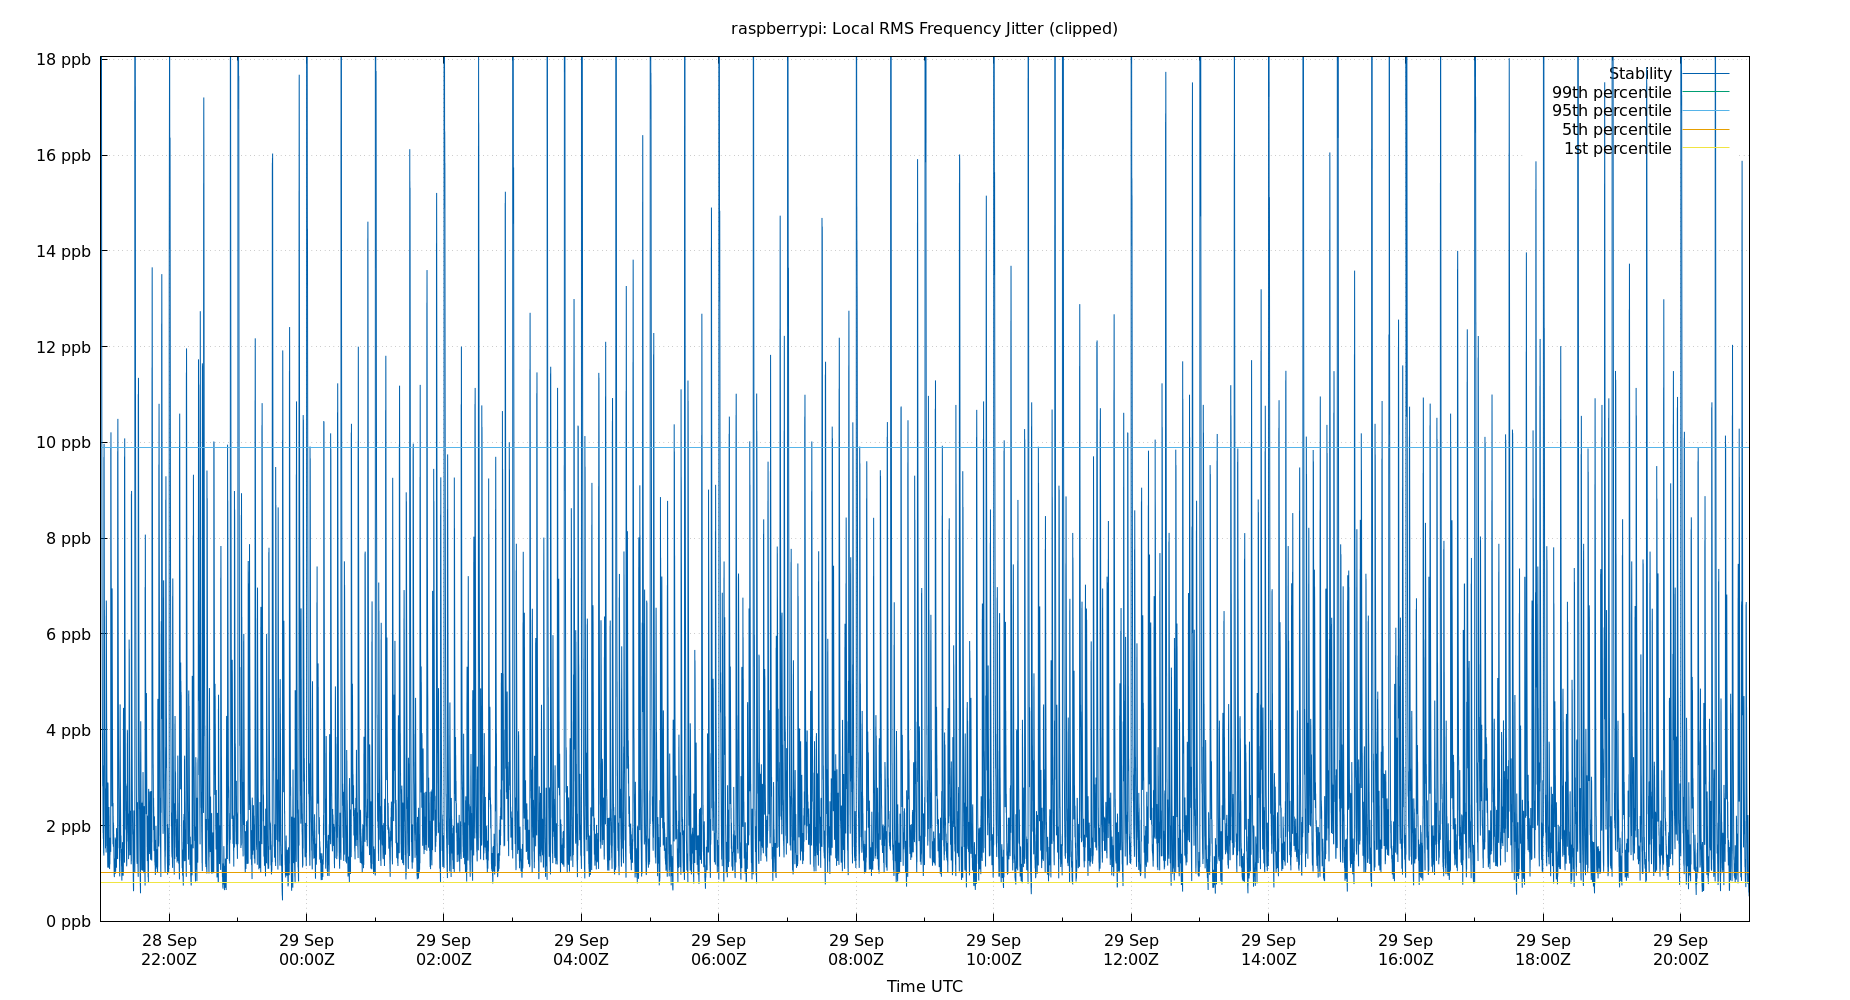 raspberrypi: Local RMS Frequency Jitter (clipped)
18 ppb
16 ppb
14 ppb
12 ppb
10 ppb
8 ppb
6 ppb
4 ppb
2 ppb
0 ppb
Stability
99th percentile
95th percentile
5th percentile
1st percentile
28 Sep 29 Sep 29 Sep 29 Sep 29 Sep 29 Sep 29 Sep 29 Sep 29 Sep 29 Sep 29 Sep 29 Sep
22:00Z 00:00Z 02:00Z 04:00Z 06:00Z 08:00Z 10:00Z 12:00Z 14:00Z 16:00Z 18:00Z 20:00Z
Time UTC